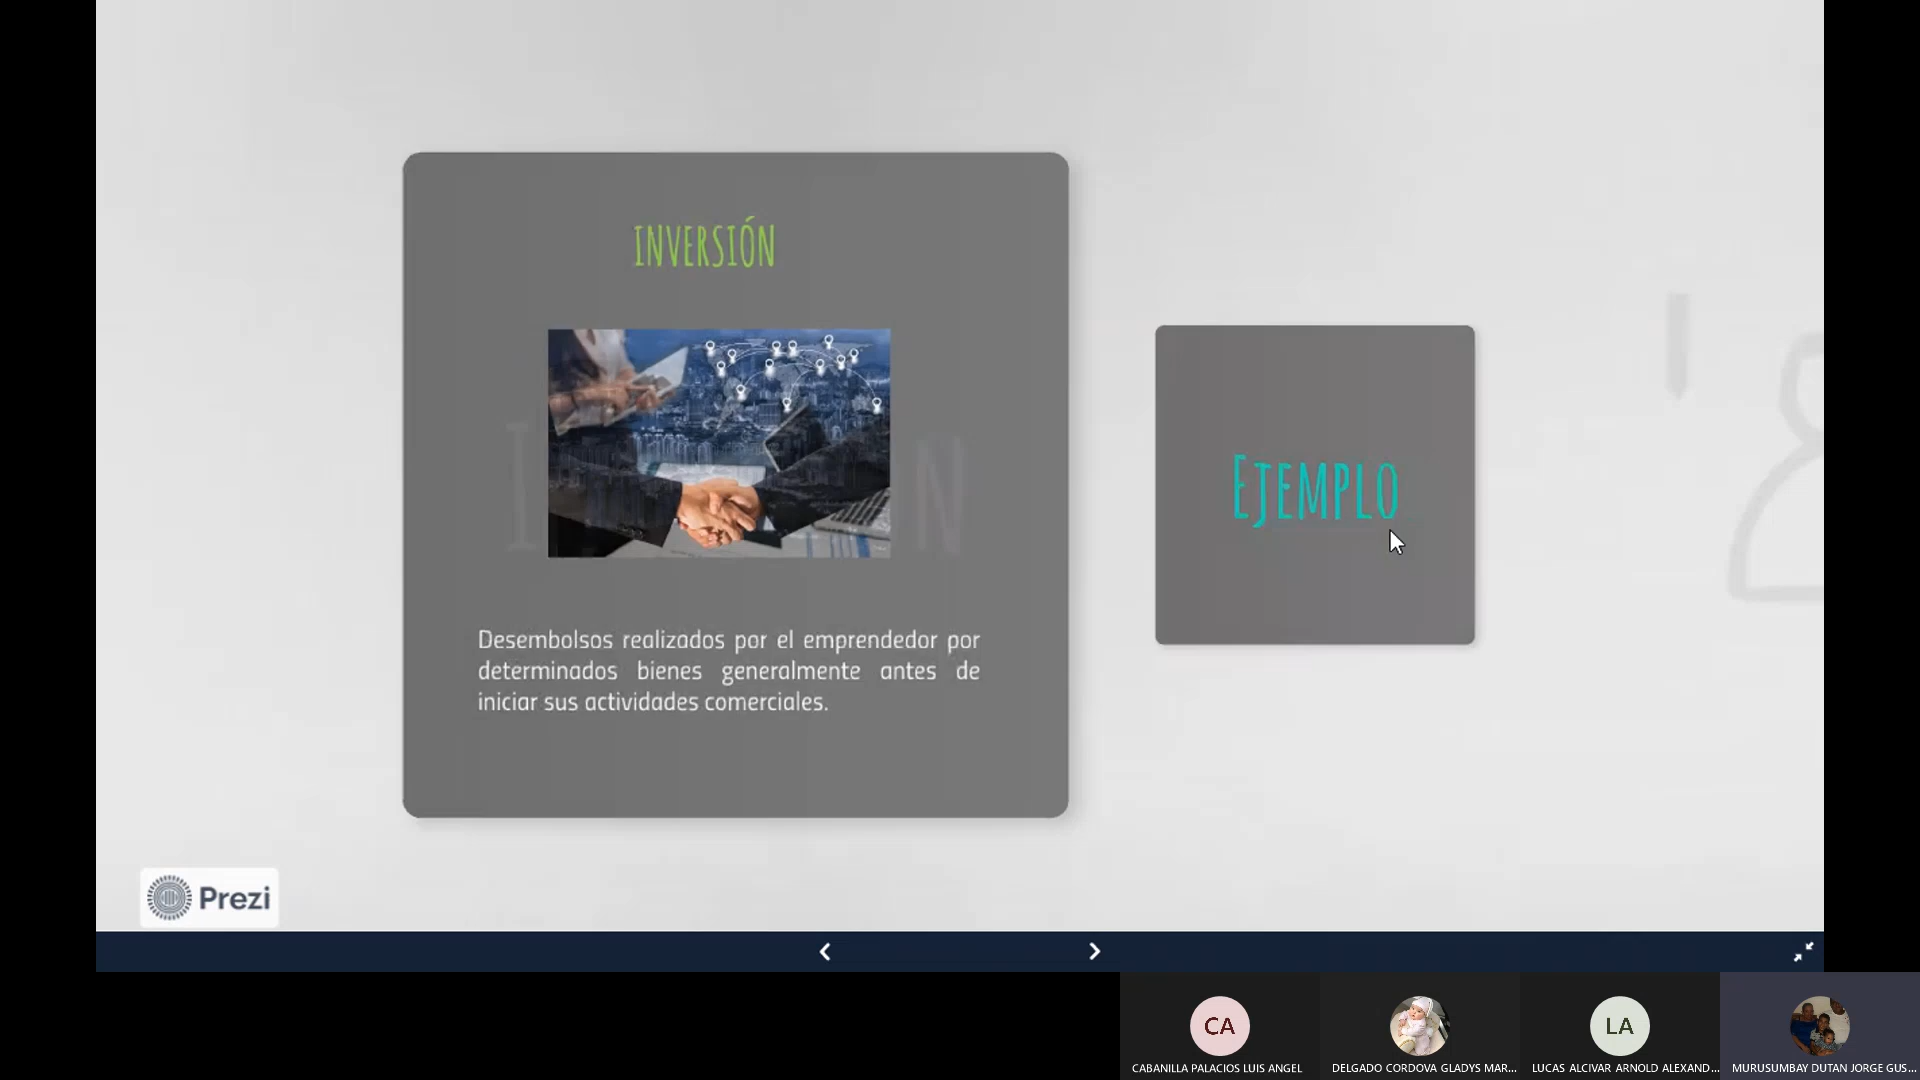 INVERSIÓN
Desembolsos realizados por el emprendedor por
determinados bienes generalmente antes de
iniciar sus actividades comerciales.
EJEMPLO
Prezi
CA
LA
CABANILLA PALACIOS LUIS ANGEL
DELGADO CORDOVA GLADYS MAR...
LUCAS ALCIVAR ARNOLD ALEXAND...
MURUSUMBAY DUTAN JORGE GUS...